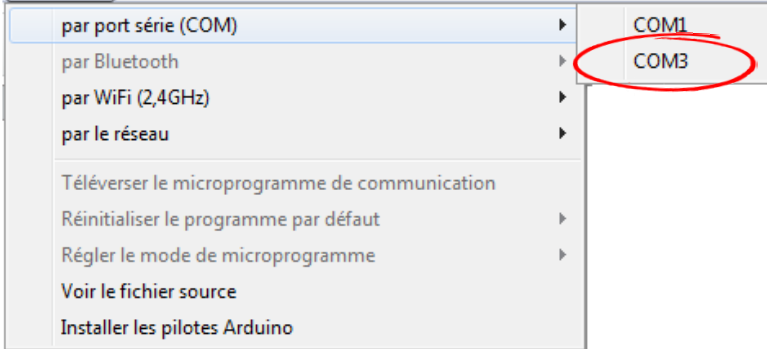 par port série (COM)
COM1
par Bluetooth
COM3
par WiFi (2,4GHz)
par le réseau
Téléverser le microprogramme de communication
Réinitialiser le programme par défaut
Régler le mode de microprogramme
Voir le fichier source
Installer les pilotes Arduino